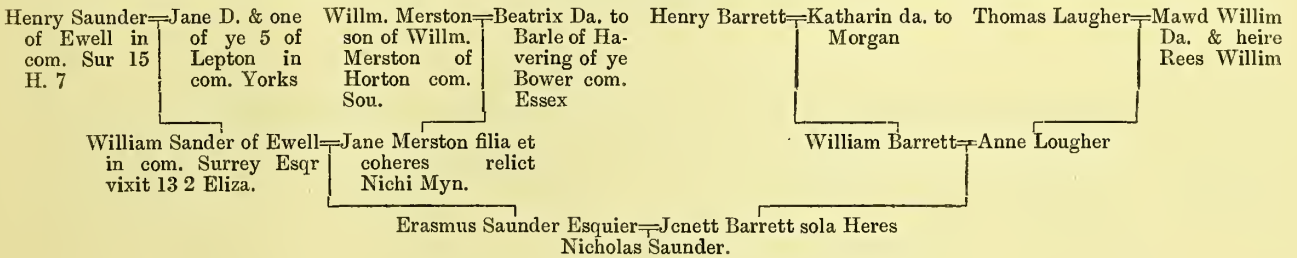 Henry Saunder=Jane D. & one
of Ewell in
com. Sur 15
H. 7
of ye 5 of
Lepton in
com. Yorks
Willm. Merston=Beatrix Da. to
son of Willm.
Merston of
Horton com.
Sou.
Barle of Ha-
vering of ye
Bower com.
Essex
Henry Barrett=Katharin da. to
Morgan
Thomas Laugher=Mawd Willim
Da. & heire
Rees Willim
William Sander of Ewell=Jane Merston filia et
in com. Surrey Esqr
vixit 13 2 Eliza.
coheres relict
Nichi Myn.
William Barrett=Anne Lougher
Erasmus Saunder Esquier=Jcnett Barrett sola Heres
Nicholas Saunder.